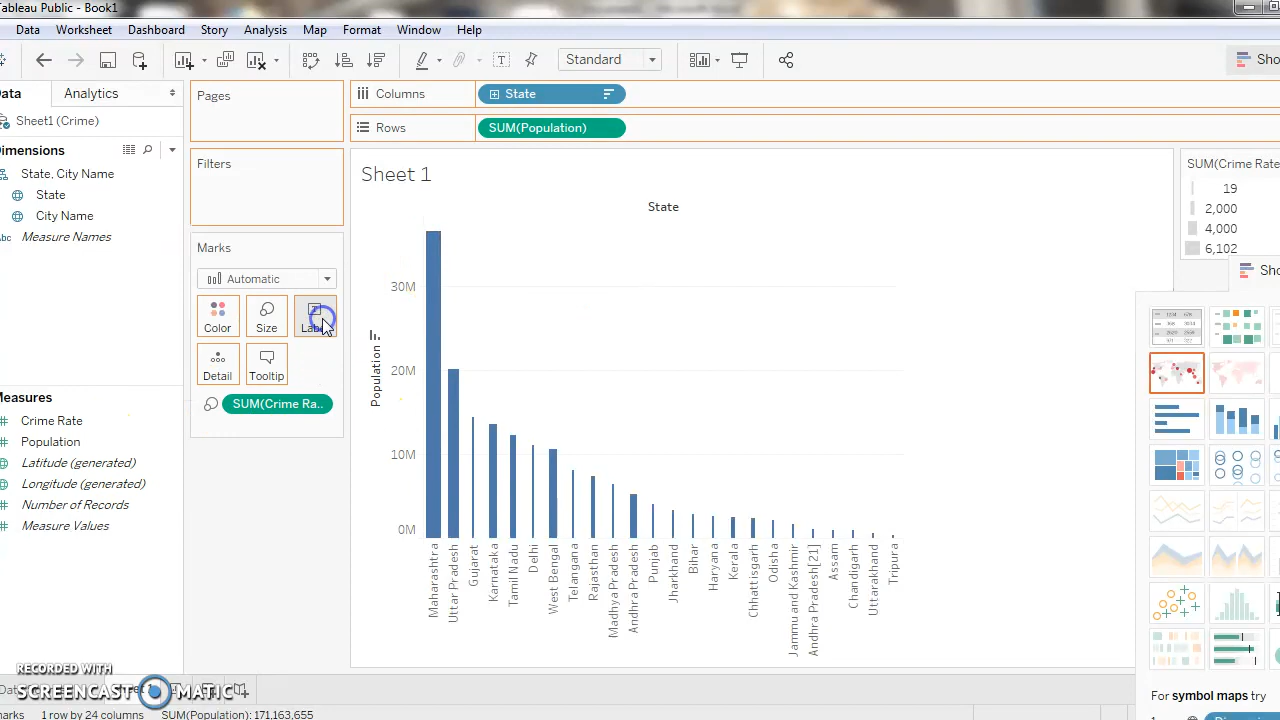 Tableau Public - Book1
Data Worksheet Dashboard Story Analysis Map Format Window Help
Standard
Sho
Data Analytics
Pages
Columns
State
Sheet1 (Crime)
Rows
SUM(Population)
Dimensions
Filters
State, City Name
State
City Name
Abc Measure Names
Marks
Automatic
Color Size Label
Detail Tooltip
SUM(Crime Ra..
Measures
Crime Rate
Population
Latitude (generated)
Longitude (generated)
Number of Records
Measure Values
Sheet 1
State
Population
30M
20M
10M
0M
Maharashtra
Uttar Pradesh
Gujarat
Karnataka
Tamil Nadu
Delhi
West Bengal
Telangana
Rajasthan
Madhya Pradesh
Andhra Pradesh
Punjab
Jharkhand
Bihar
Haryana
Kerala
Chhattisgarh
Odisha
Jammu and Kashmir
Andhra Pradesh[21]
Assam
Chandigarh
Uttarakhand
Tripura
SUM(Crime Rate
19
2,000
4,000
6,102
Sho
For symbol maps try
RECORDED WITH
SCREENCAST MATIC
marks 1 row by 24 columns SUM(Population): 171,163,655